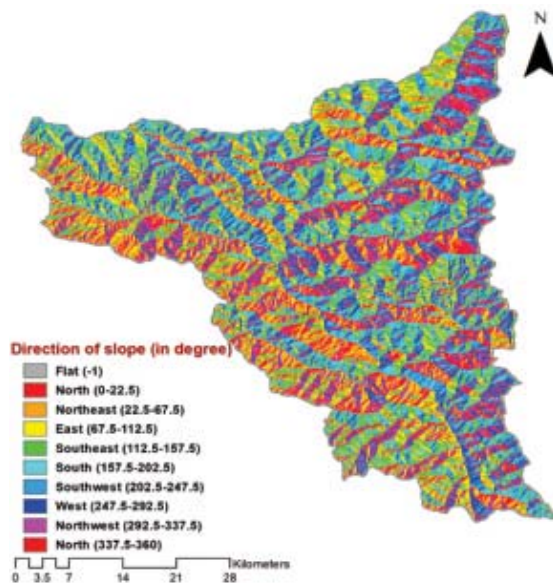 N
Direction of slope (in degree)
Flat (-1)
North (0-22.5)
Northeast (22.5-67.5)
East (67.5-112.5)
Southeast (112.5-157.5)
South (157.5-202.5)
Southwest (202.5-247.5)
West (247.5-292.5)
Northwest (292.5-337.5)
North (337.5-360)
Kilometers
0 3.5 7 14 21 28